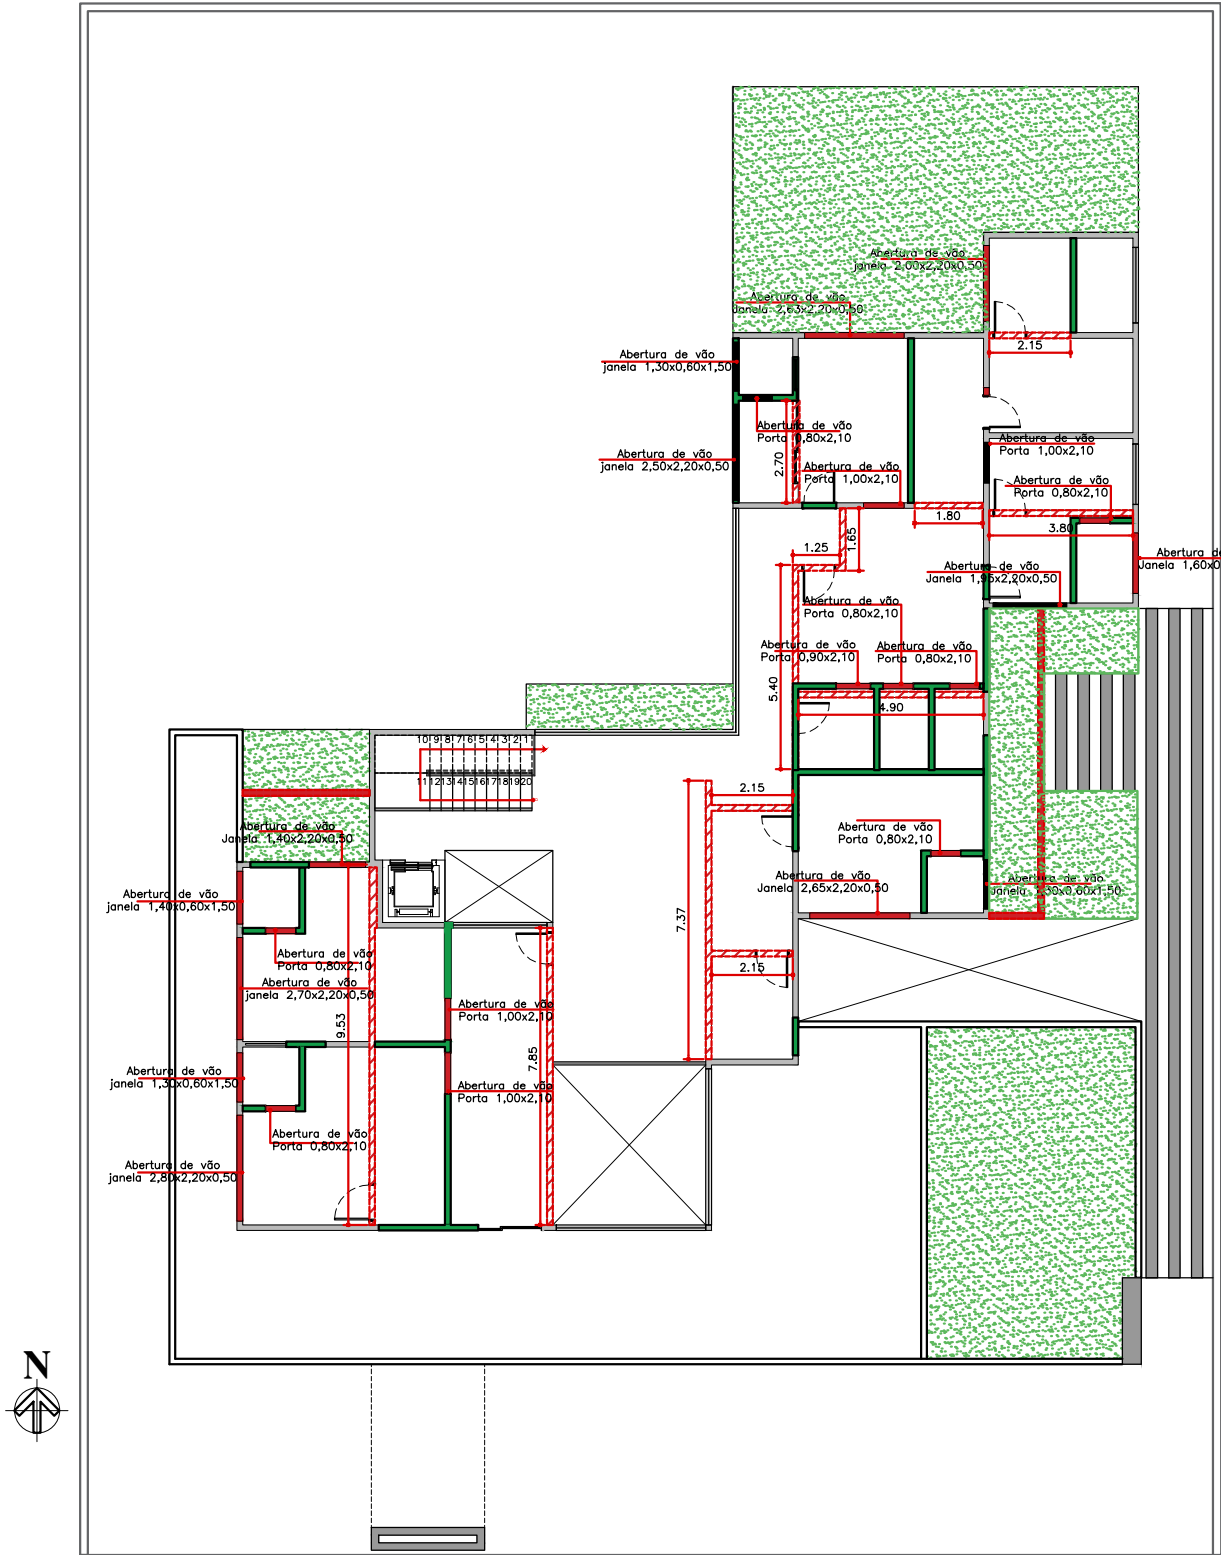 Abertura de vão
janela 2,00x2,20x0,50
Abertura de vão
janela 2,63x2,20x0,50
2.15
Abertura de vão
janela 1,30x0,60x1,50
Abertura de vão
Porta 0,80x2,10
Abertura de vão
Porta 1,00x2,10
Abertura de vão
janela 2,50x2,20x0,50
2.70
Abertura de vão
Porta 1,00x2,10
Abertura de vão
Porta 0,80x2,10
1.80
3.80
1.65
1.25
Abertura de
Janela 1,60x0
Abertura de vão
Janela 1,95x2,20x0,50
Abertura de vão
Porta 0,80x2,10
Abertura de vão
Porta 0,90x2,10
Abertura de vão
Porta 0,80x2,10
5.40
4.90
10 9 8 7 6 5 4 3 2 1
11 12 13 14 15 16 17 18 19 20
2.15
Abertura de vão
Janela 1,40x2,20x0,50
Abertura de vão
Porta 0,80x2,10
Abertura de vão
Janela 2,65x2,20x0,50
Abertura de vão
Janela 1,30x0,60x1,50
Abertura de vão
janela 1,40x0,60x1,50
7.37
Abertura de vão
Porta 0,80x2,10
2.15
Abertura de vão
janela 2,70x2,20x0,50
Abertura de vão
Porta 1,00x2,10
9.53
7.85
Abertura de vão
janela 1,30x0,60x1,50
Abertura de vão
Porta 1,00x2,10
Abertura de vão
Porta 0,80x2,10
Abertura de vão
janela 2,80x2,20x0,50
N